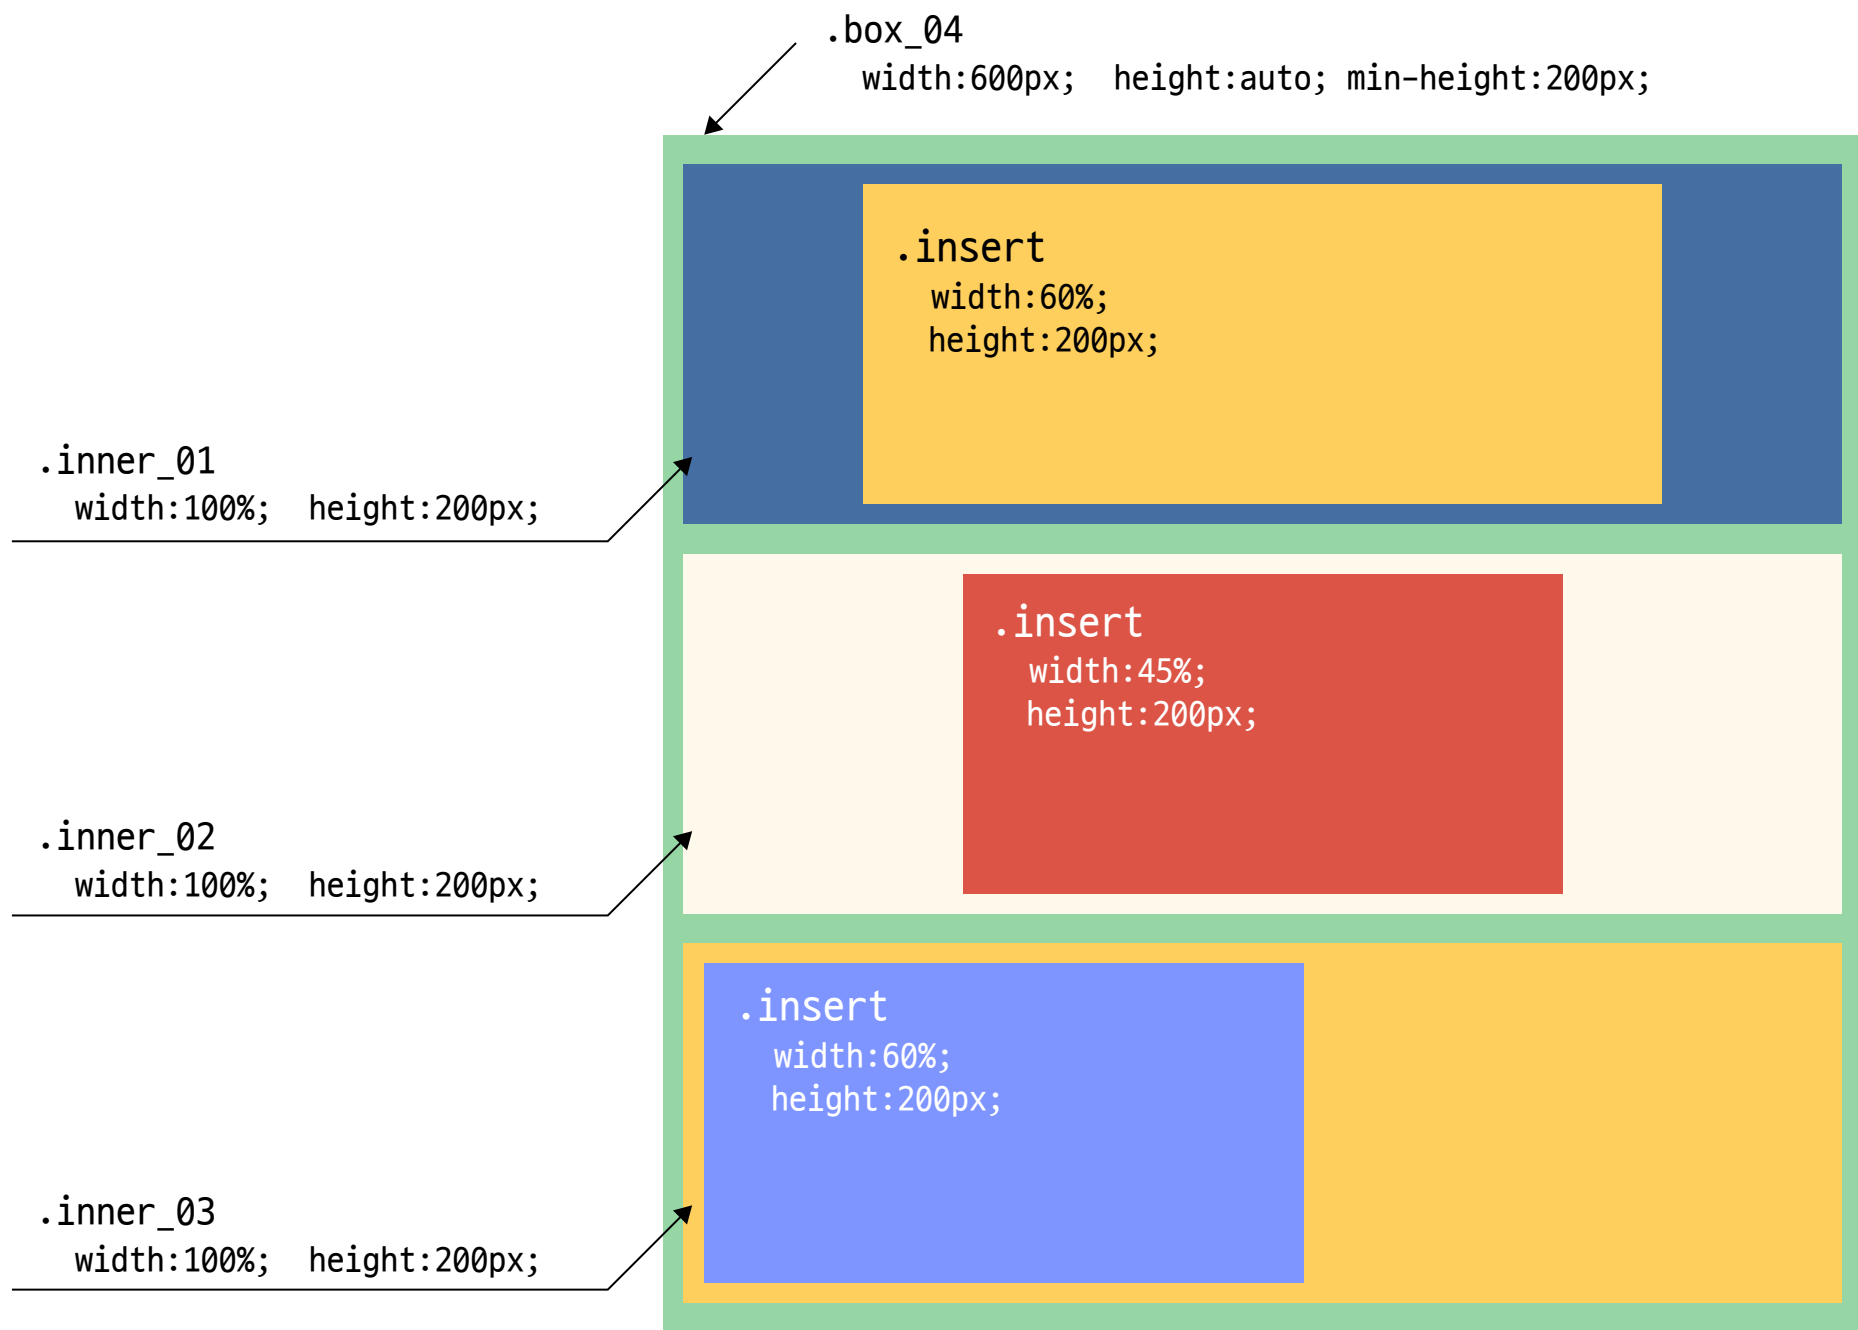 .box_04
width:600px; height:auto; min-height:200px;
.insert
width:60%;
height:200px;
.inner_01
width:100%; height:200px;
.insert
width:45%;
height:200px;
.inner_02
width:100%; height:200px;
.insert
width:60%;
height:200px;
.inner_03
width:100%; height:200px;